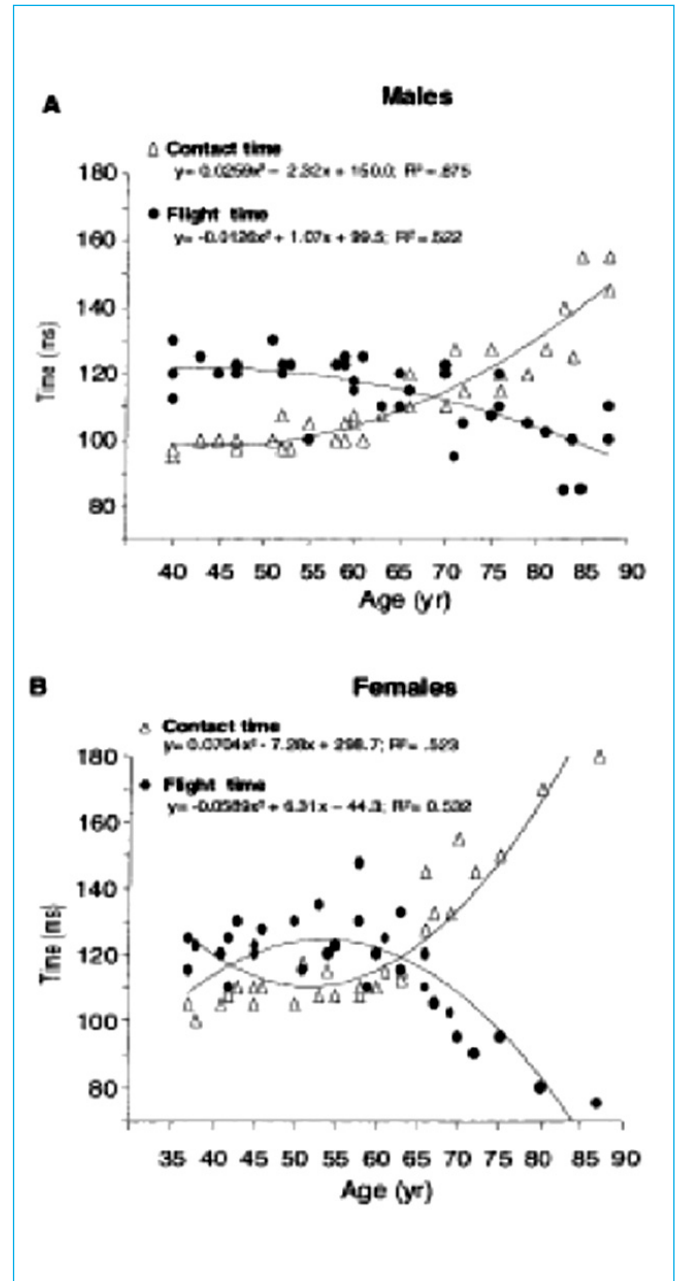 A
Males
Contact time
y= 0.0259x² − 2.32x + 150.0; R²=.875
180
Flight time
y= -0.0126x² + 1.07x + 99.5; R²=.522
160
140
120
100
80
Time (ms)
40 45 50 55 60 65 70 75 80 85 90
Age (yr)
B
Females
Contact time
y= 0.0704x² - 7.28x + 298.7; R²= .523
180
Flight time
y= -0.0589x² + 6.31x − 44.3; R²= 0.532
160
140
120
100
80
Time (ms)
35 40 45 50 55 60 65 70 75 80 85 90
Age (yr)